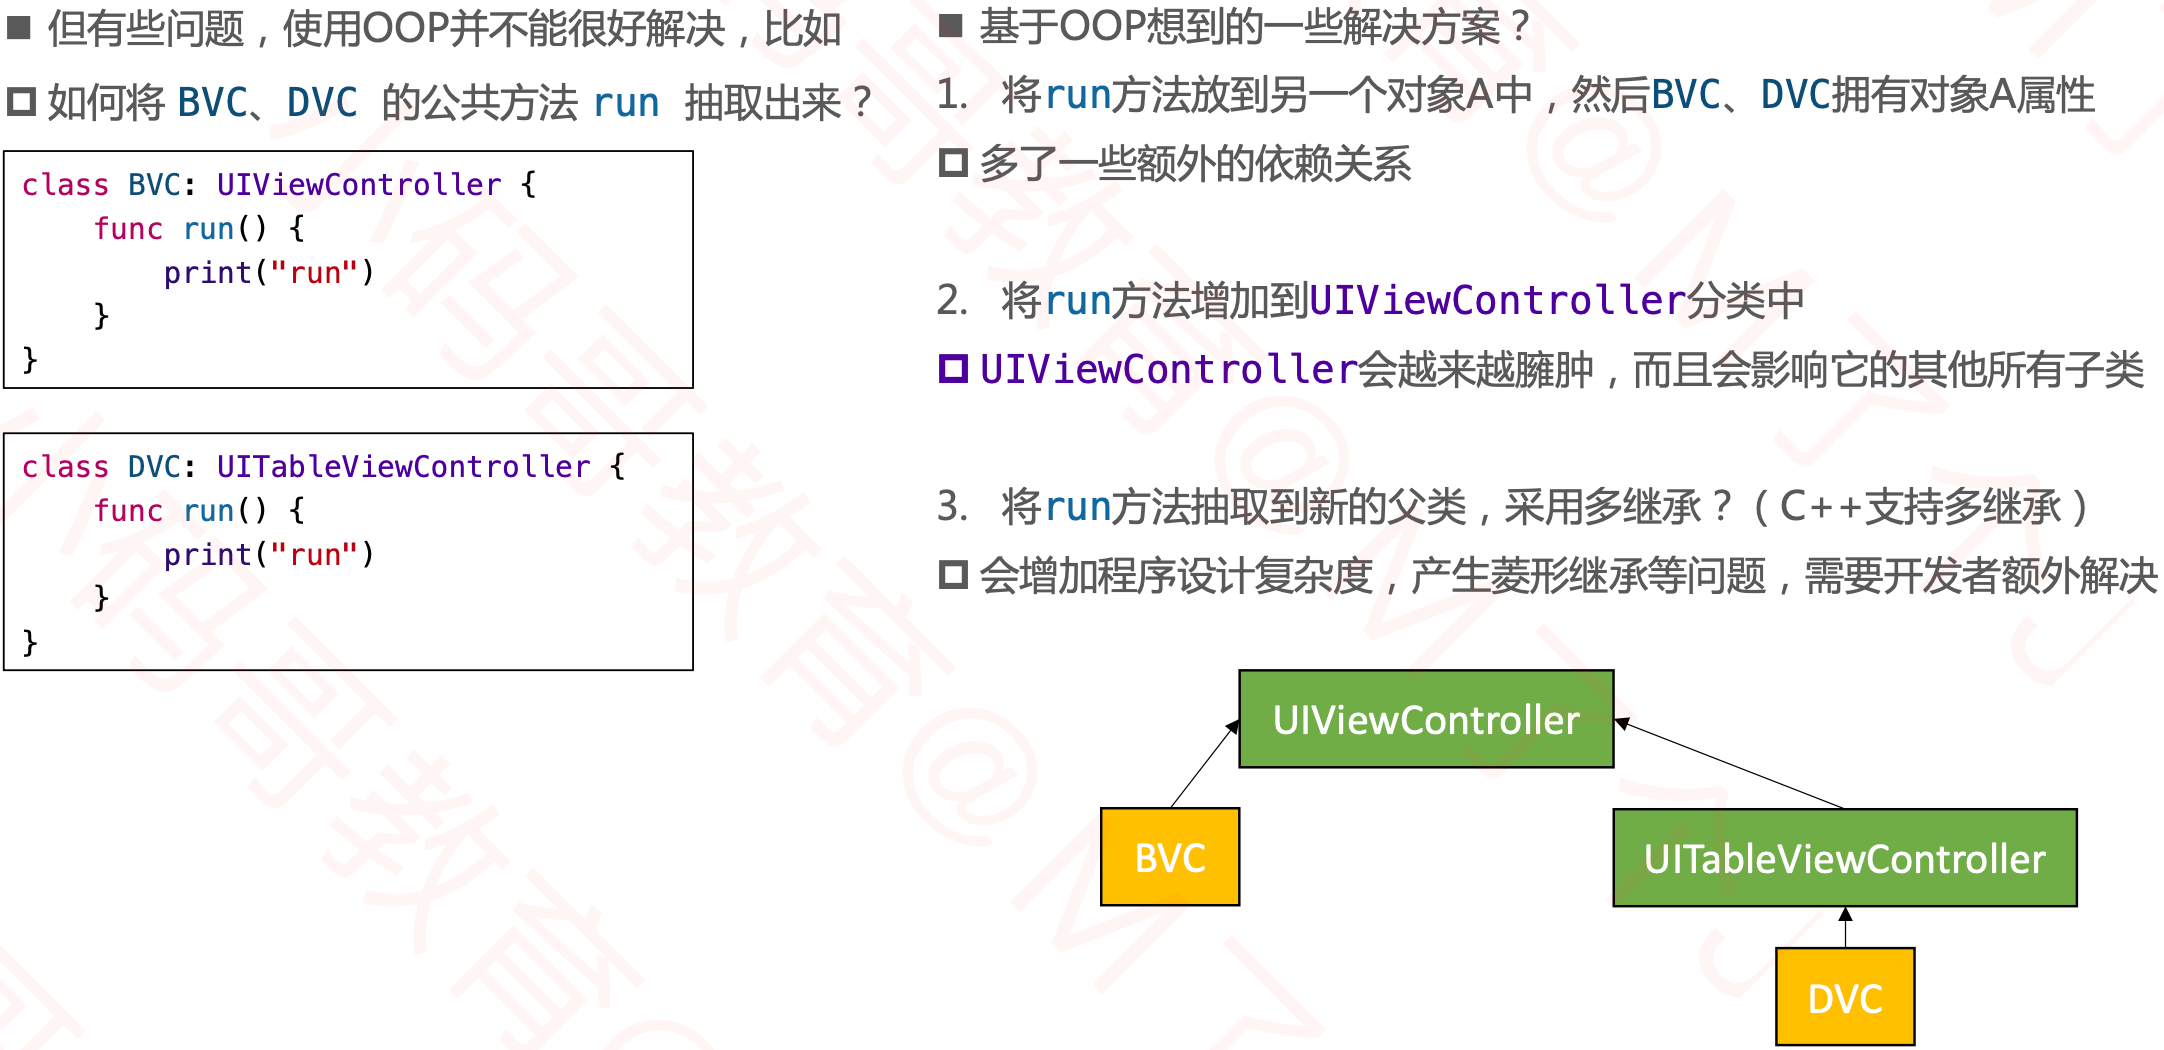 ■ 但有些问题，使用OOP并不能很好解决，比如
□ 如何将 BVC、DVC 的公共方法 run 抽取出来？
class BVC: UIViewController {
    func run() {
        print("run")
    }
}
class DVC: UITableViewController {
    func run() {
        print("run")
    }
}
■ 基于OOP想到的一些解决方案？
1. 将run方法放到另一个对象A中，然后BVC、DVC拥有对象A属性
□ 多了一些额外的依赖关系
2. 将run方法增加到UIViewController分类中
□ UIViewController会越来越臃肿，而且会影响它的其他所有子类
3. 将run方法抽取到新的父类，采用多继承？（C++支持多继承）
□ 会增加程序设计复杂度，产生菱形继承等问题，需要开发者额外解决
UIViewController
BVC
UITableViewController
DVC
小码哥教育@M了个J